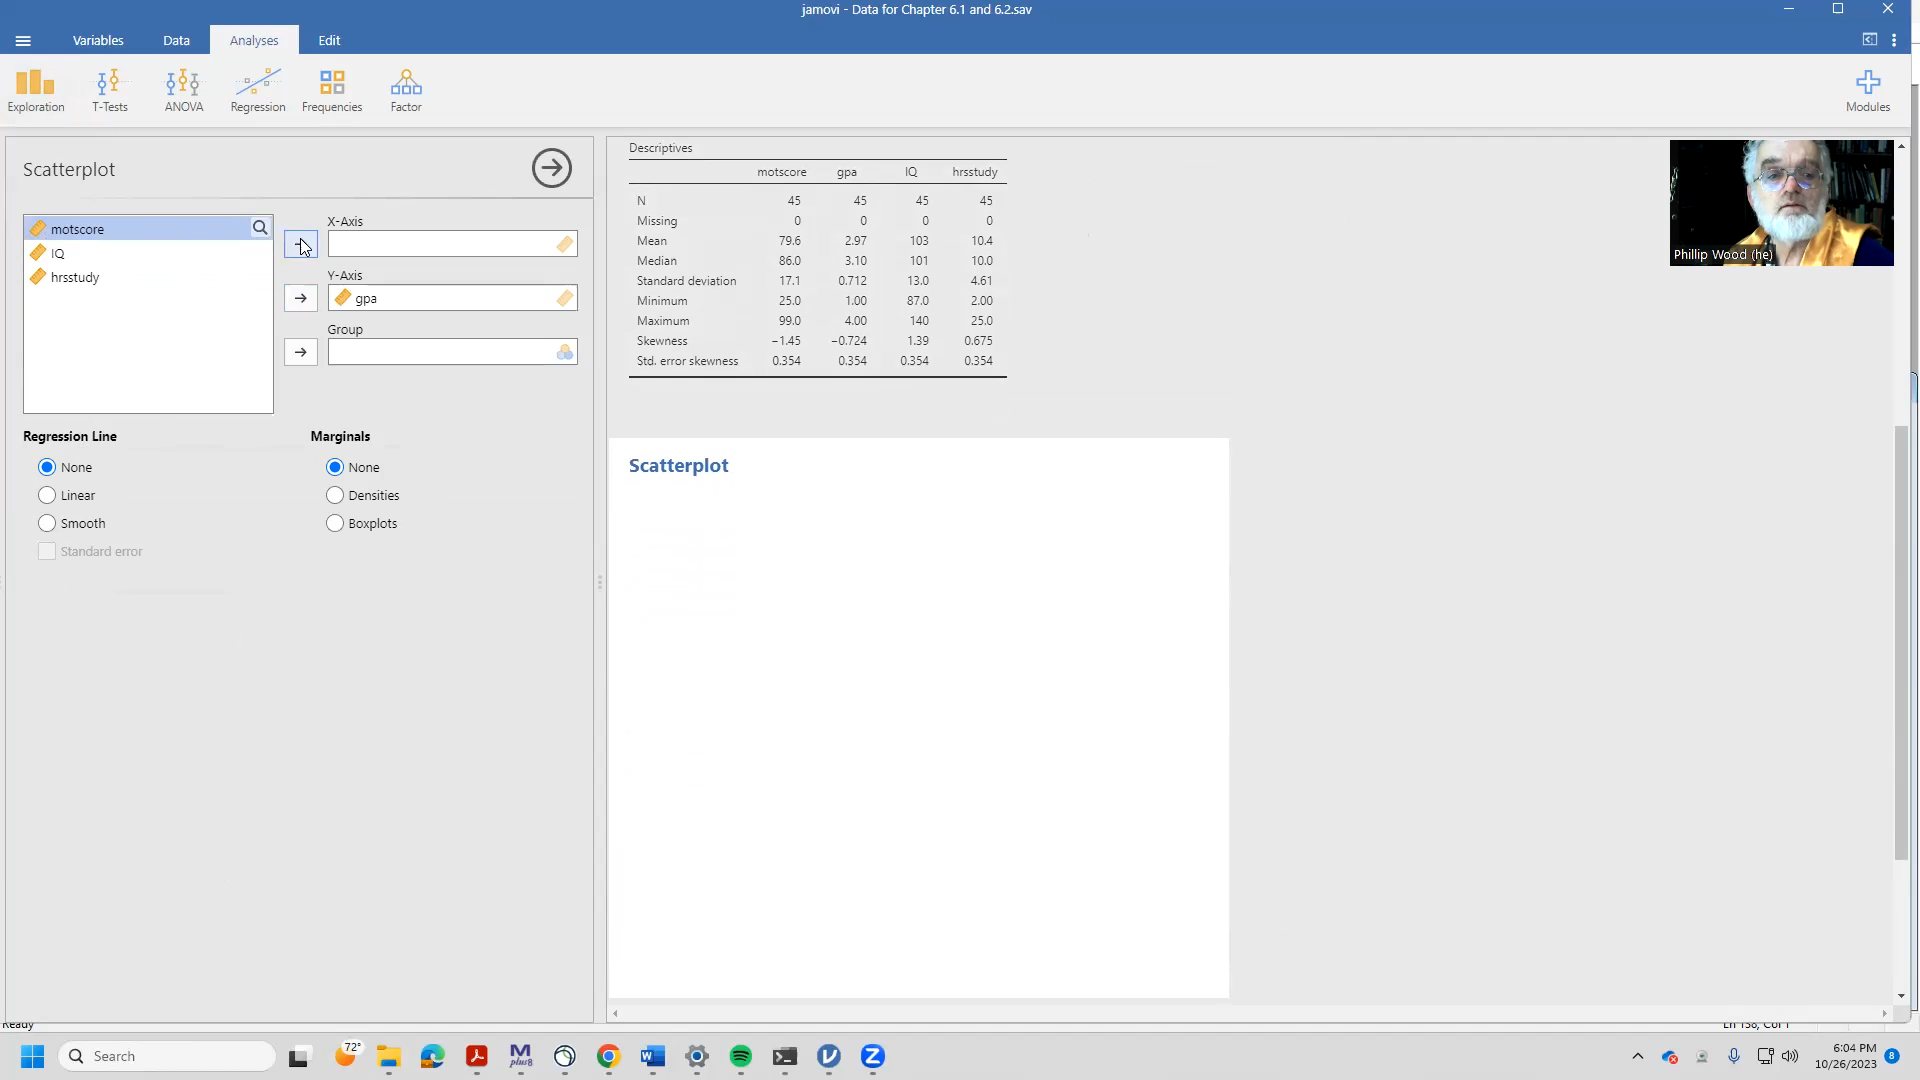 jamovi - Data for Chapter 6.1 and 6.2.sav
Variables Data Analyses Edit
Exploration T-Tests ANOVA Regression Frequencies Factor Modules
Scatterplot
motscore
IQ
hrsstudy
X-Axis
Y-Axis
gpa
Group
Regression Line
None
Linear
Smooth
Standard error
Marginals
None
Densities
Boxplots
Descriptives
motscore gpa IQ hrsstudy
N 45 45 45 45
Missing 0 0 0 0
Mean 79.6 2.97 103 10.4
Median 86.0 3.10 101 10.0
Standard deviation 17.1 0.712 13.0 4.61
Minimum 25.0 1.00 87.0 2.00
Maximum 99.0 4.00 140 25.0
Skewness −1.45 −0.724 1.39 0.675
Std. error skewness 0.354 0.354 0.354 0.354
Scatterplot
Phillip Wood (he)
Ready
Search
72°
M
plus8
6:04 PM
10/26/2023
8